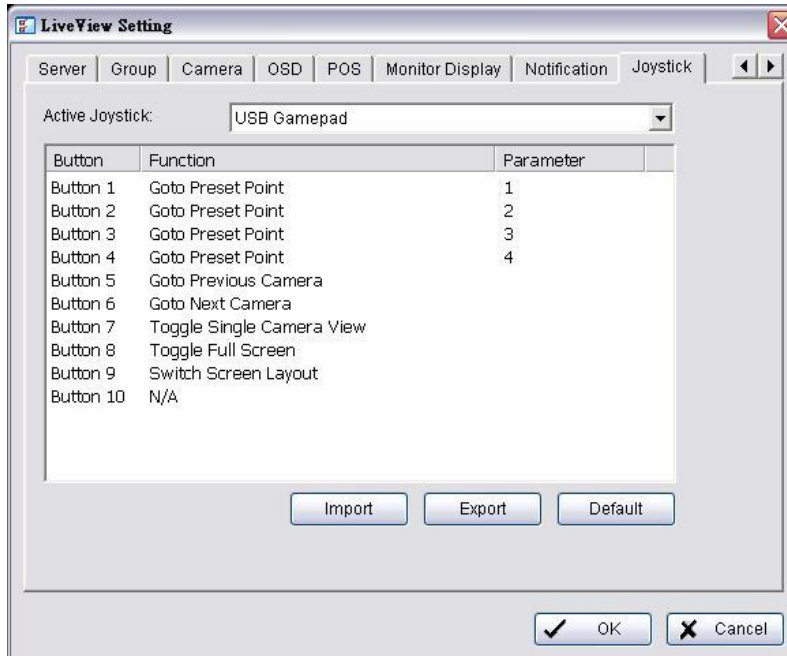 LiveView Setting
Server Group Camera OSD POS Monitor Display Notification Joystick
Active Joystick: USB Gamepad
Button Function Parameter
Button 1 Goto Preset Point 1
Button 2 Goto Preset Point 2
Button 3 Goto Preset Point 3
Button 4 Goto Preset Point 4
Button 5 Goto Previous Camera
Button 6 Goto Next Camera
Button 7 Toggle Single Camera View
Button 8 Toggle Full Screen
Button 9 Switch Screen Layout
Button 10 N/A
Import Export Default
OK Cancel